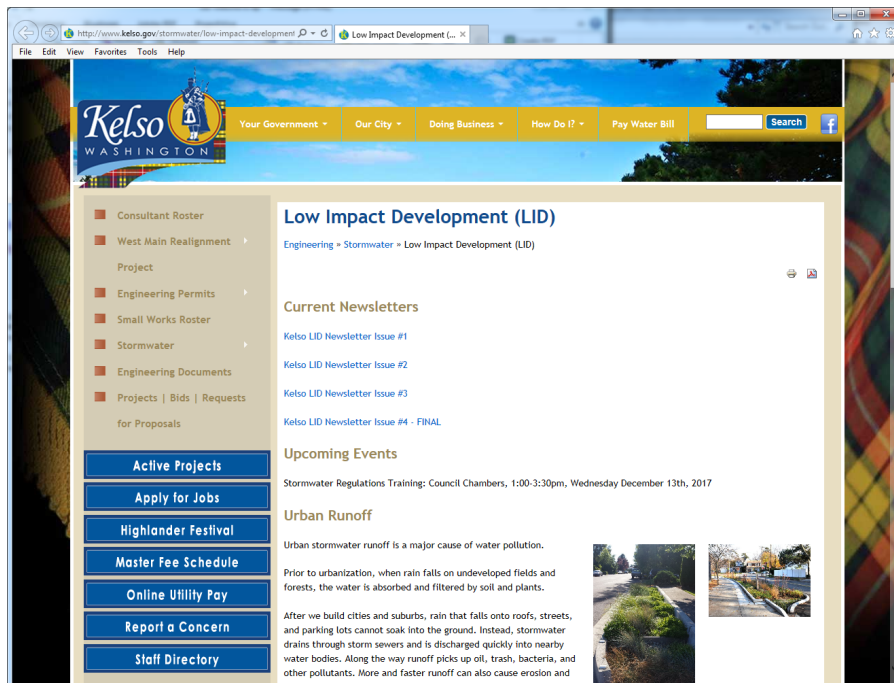 http://www.kelso.gov/stormwater/low-impact-development
Low Impact Development (...
File Edit View Favorites Tools Help
Kelso
WASHINGTON
Your Government
Our City
Doing Business
How Do I?
Pay Water Bill
Search
f
Consultant Roster
West Main Realignment
Project
Engineering Permits
Small Works Roster
Stormwater
Engineering Documents
Projects | Bids | Requests
for Proposals
Active Projects
Apply for Jobs
Highlander Festival
Master Fee Schedule
Online Utility Pay
Report a Concern
Staff Directory
Low Impact Development (LID)
Engineering » Stormwater » Low Impact Development (LID)
Current Newsletters
Kelso LID Newsletter Issue #1
Kelso LID Newsletter Issue #2
Kelso LID Newsletter Issue #3
Kelso LID Newsletter Issue #4 - FINAL
Upcoming Events
Stormwater Regulations Training: Council Chambers, 1:00-3:30pm, Wednesday December 13th, 2017
Urban Runoff
Urban stormwater runoff is a major cause of water pollution.
Prior to urbanization, when rain falls on undeveloped fields and
forests, the water is absorbed and filtered by soil and plants.
After we build cities and suburbs, rain that falls onto roofs, streets,
and parking lots cannot soak into the ground. Instead, stormwater
drains through storm sewers and is discharged quickly into nearby
water bodies. Along the way runoff picks up oil, trash, bacteria, and
other pollutants. More and faster runoff can also cause erosion and